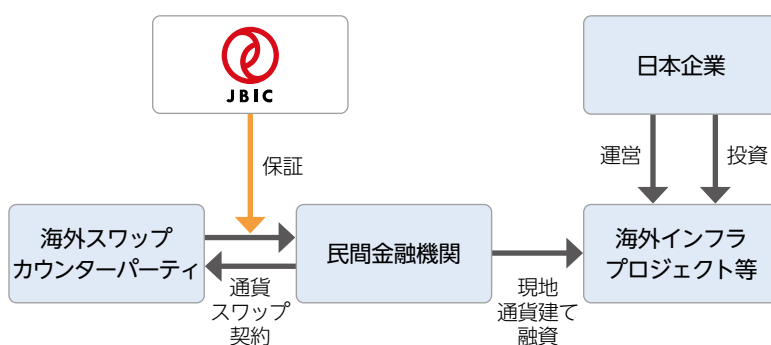 JBIC
日本企業
保証
運営
投資
海外スワップ
カウンターパーティ
民間金融機関
海外インフラ
プロジェクト等
通貨
スワップ
契約
現地
通貨建て
融資